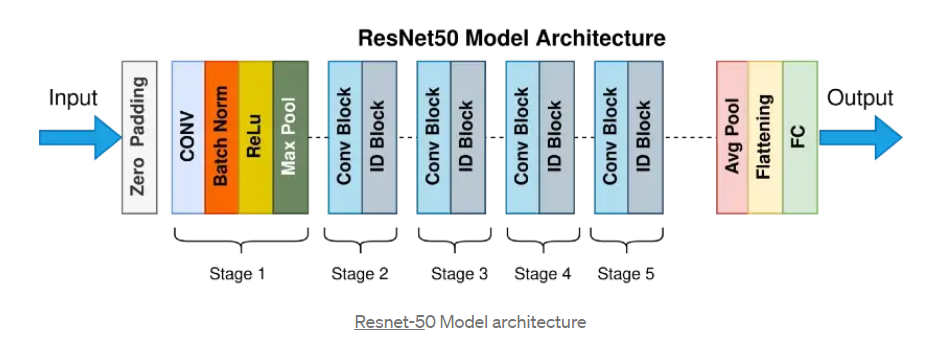 ResNet50 Model Architecture
Input
Zero Padding
CONV
Batch Norm
ReLu
Max Pool
Conv Block
ID Block
Conv Block
ID Block
Conv Block
ID Block
Conv Block
ID Block
Avg Pool
Flattening
FC
Output
Stage 1
Stage 2
Stage 3
Stage 4
Stage 5
Resnet-50 Model architecture